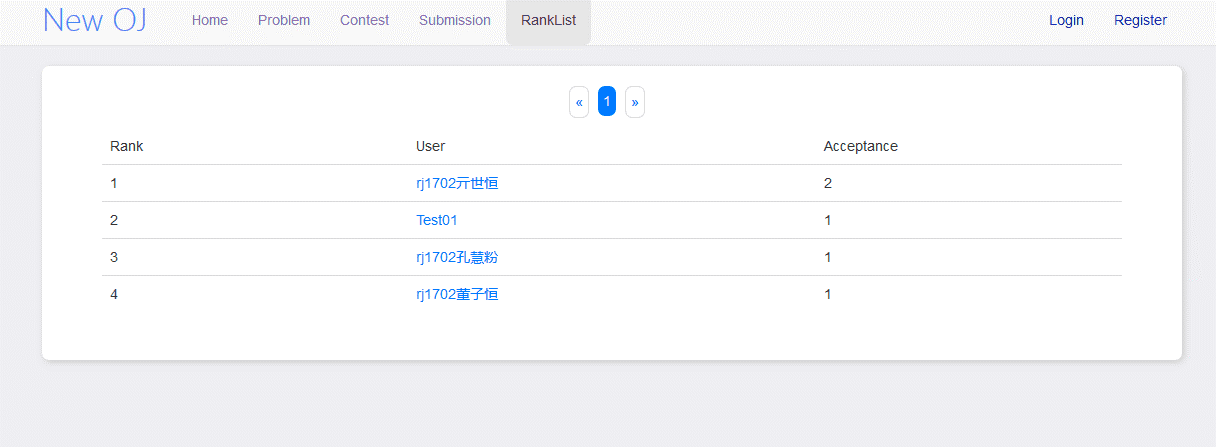 New OJ Home Problem Contest Submission RankList Login Register
« 1 »
Rank User Acceptance
1 rj1702亓世恒 2
2 Test01 1
3 rj1702孔慧粉 1
4 rj1702董子恒 1